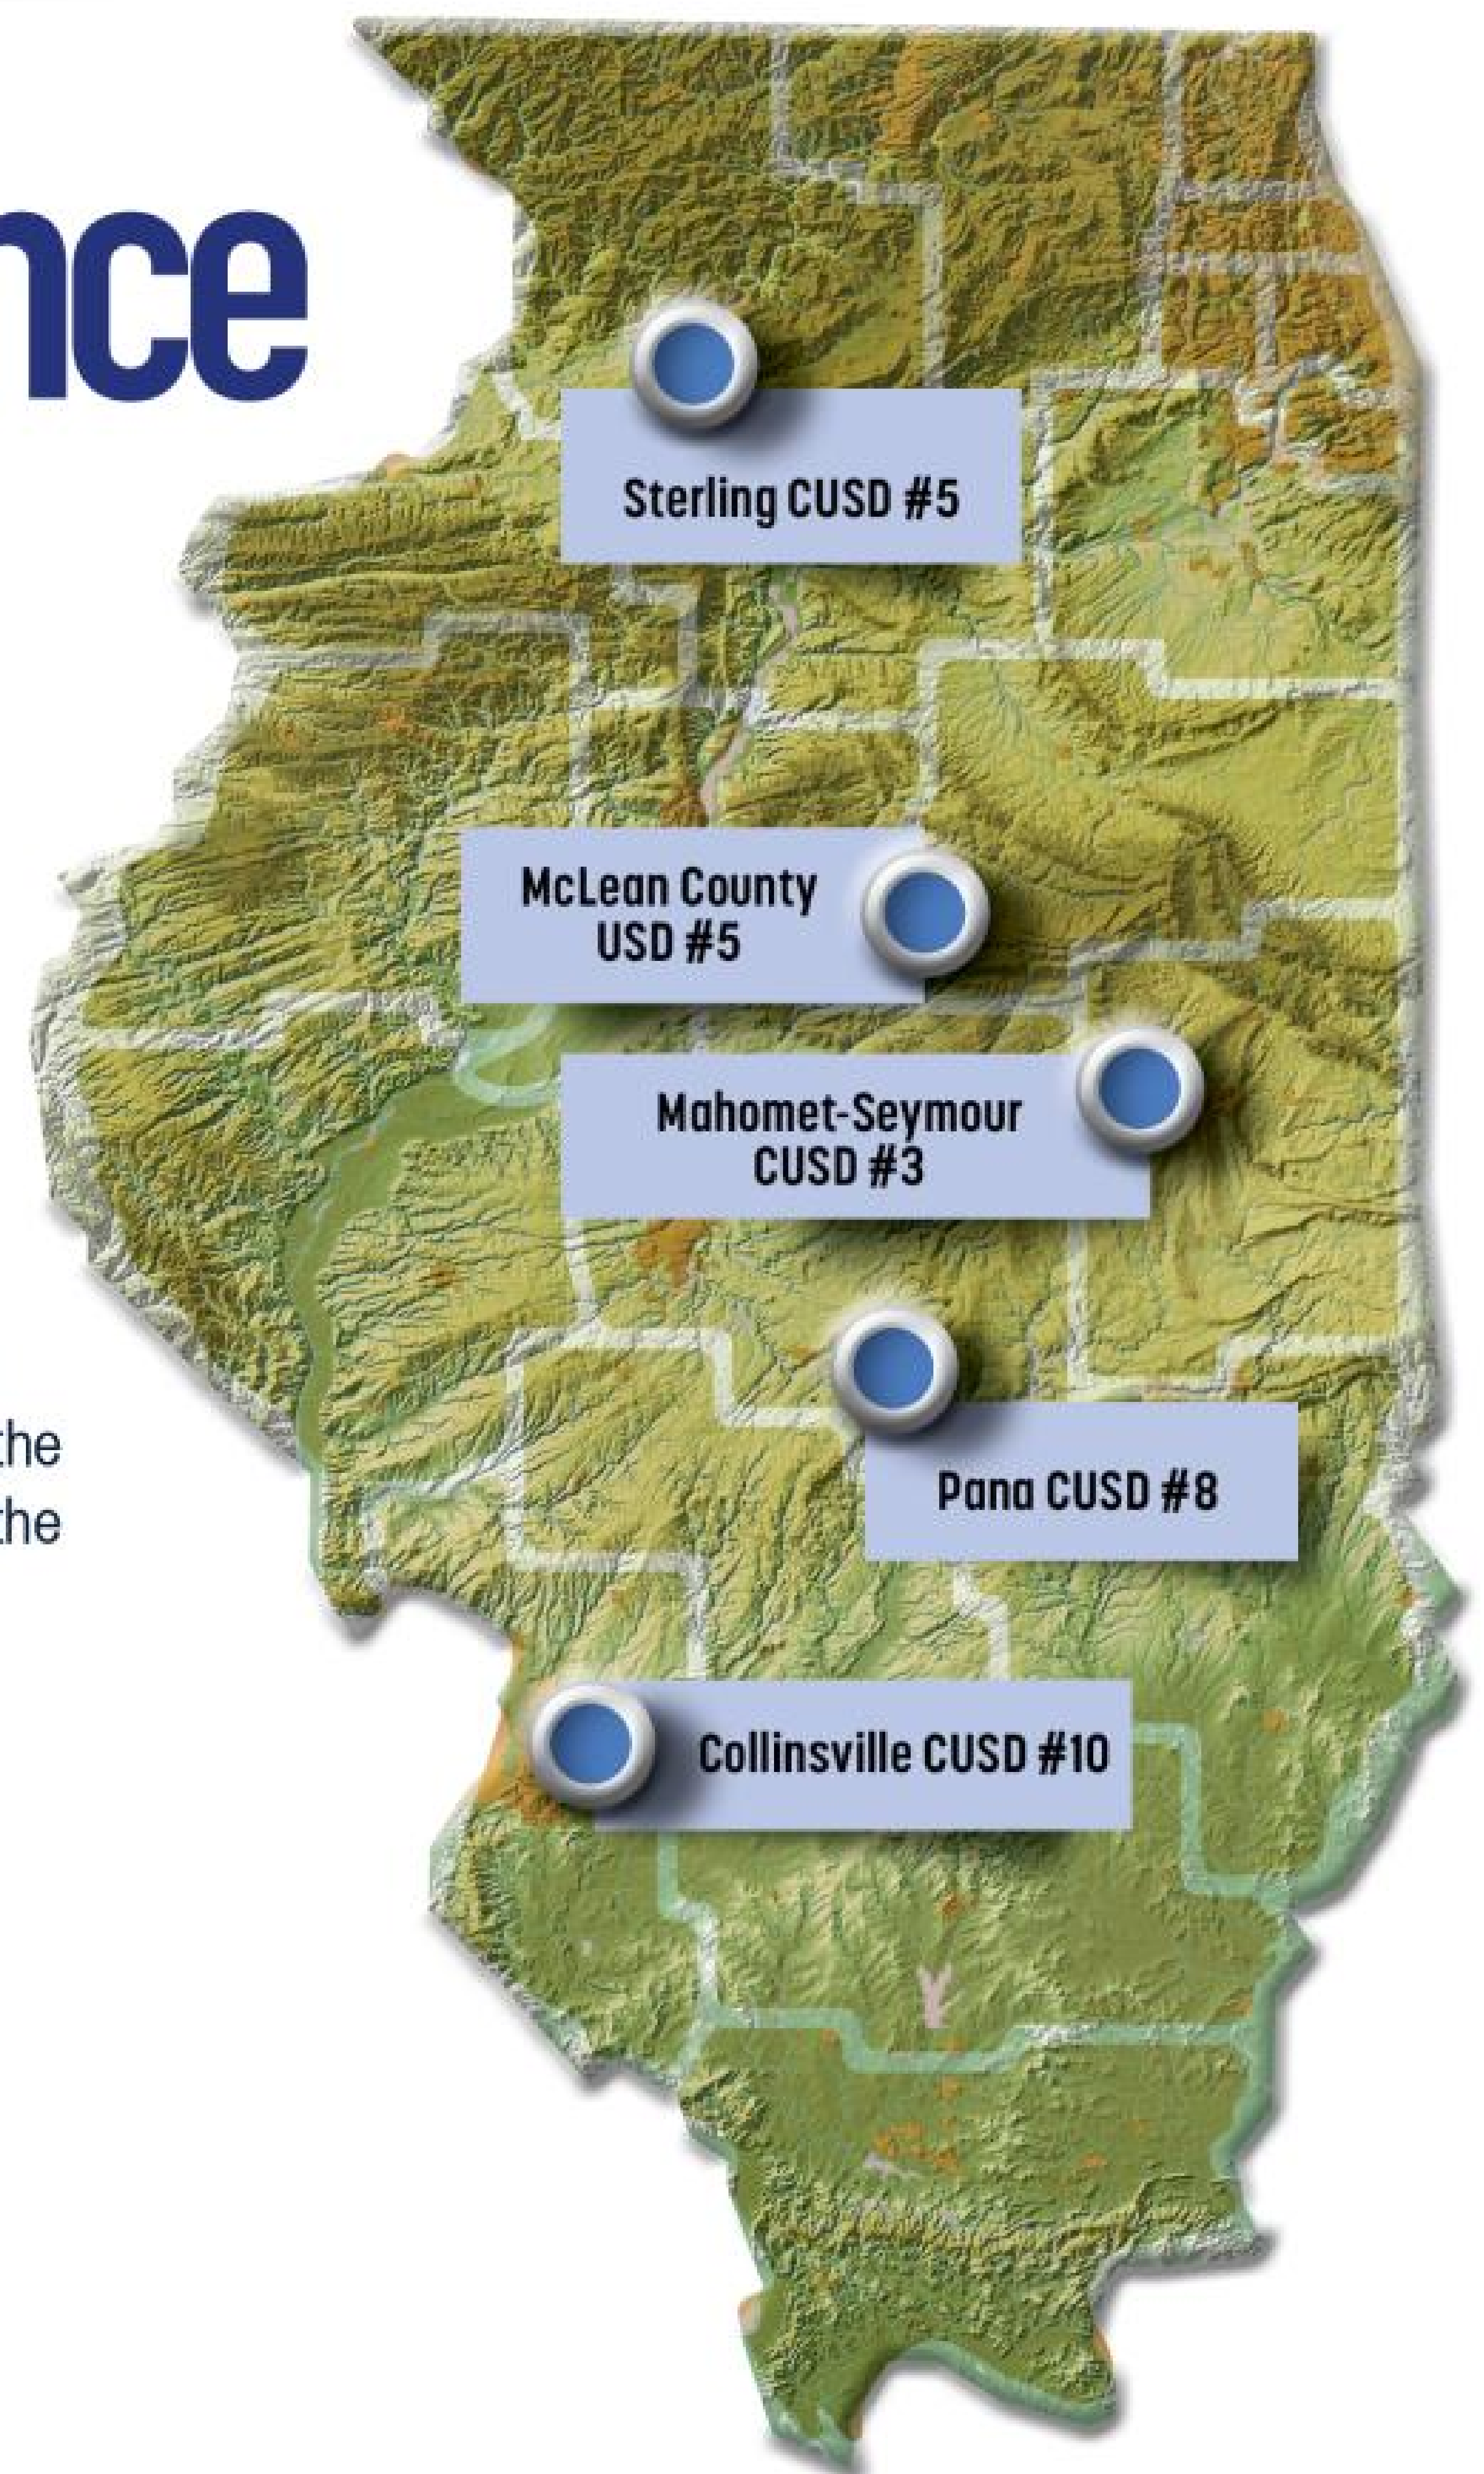 nce
Sterling CUSD #5
McLean County
USD #5
Mahomet-Seymour
CUSD #3
Pana CUSD #8
the
the
Collinsville CUSD #10